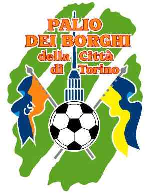 PALIO
DEI BORGHI
della Città
di Torino